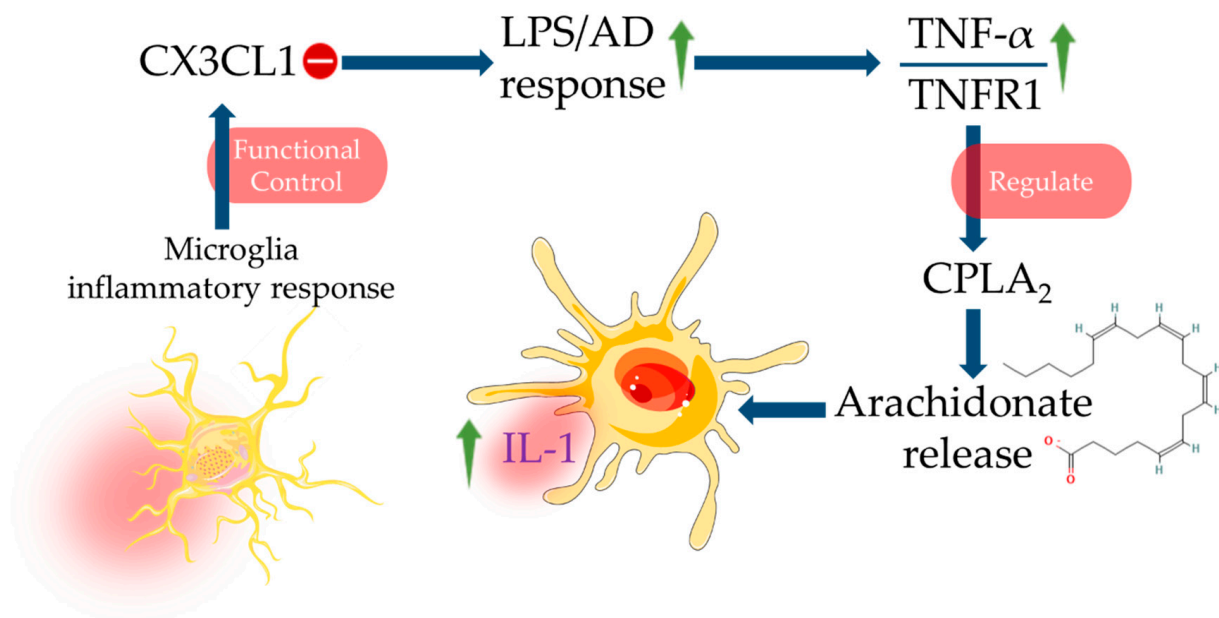 CX3CL1
LPS/AD
response
TNF-α
TNFR1
Functional
Control
Regulate
Microglia
inflammatory response
CPLA₂
Arachidonate
release
IL-1
H
H
H
H
H
H
H
H
O-
O